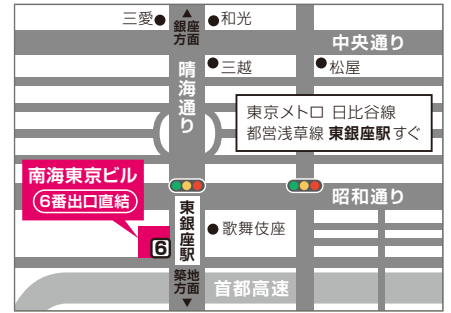 三愛
▲
銀座
方面
和光
中央通り
晴海通り
三越
松屋
東京メトロ 日比谷線
都営浅草線 東銀座駅すぐ
南海東京ビル
6番出口直結
昭和通り
東銀座駅
歌舞伎座
6
築地
方面
▼
首都高速